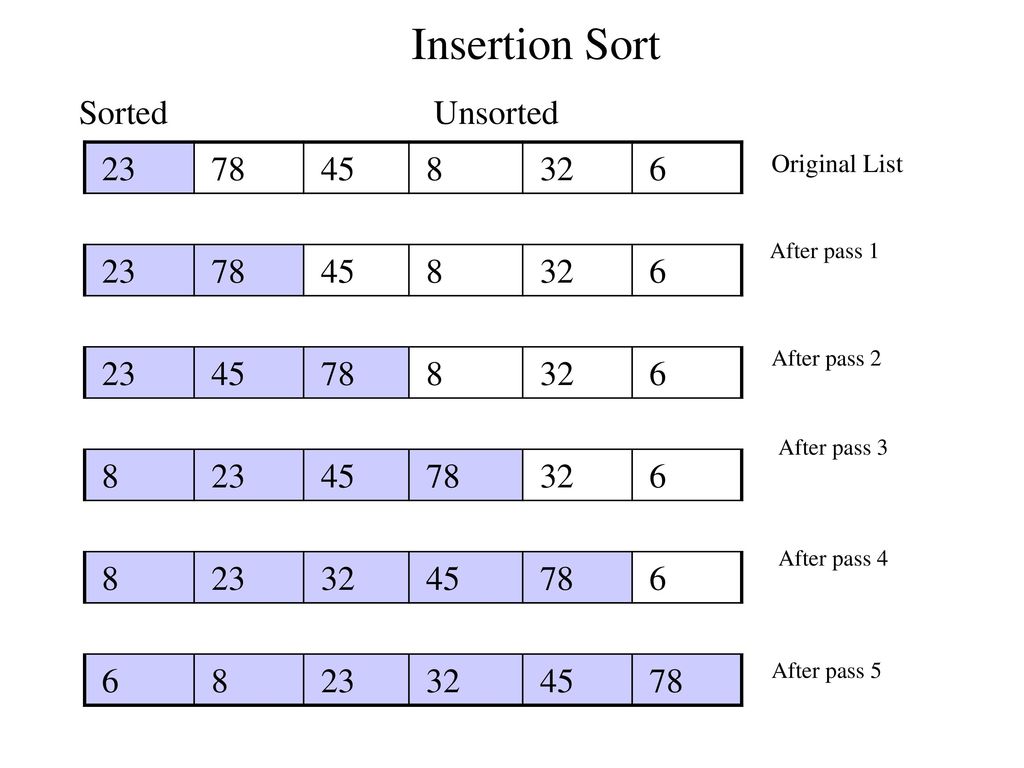 Insertion Sort
Sorted Unsorted
23 78 45 8 32 6 Original List
23 78 45 8 32 6 After pass 1
23 45 78 8 32 6 After pass 2
8 23 45 78 32 6 After pass 3
8 23 32 45 78 6 After pass 4
6 8 23 32 45 78 After pass 5